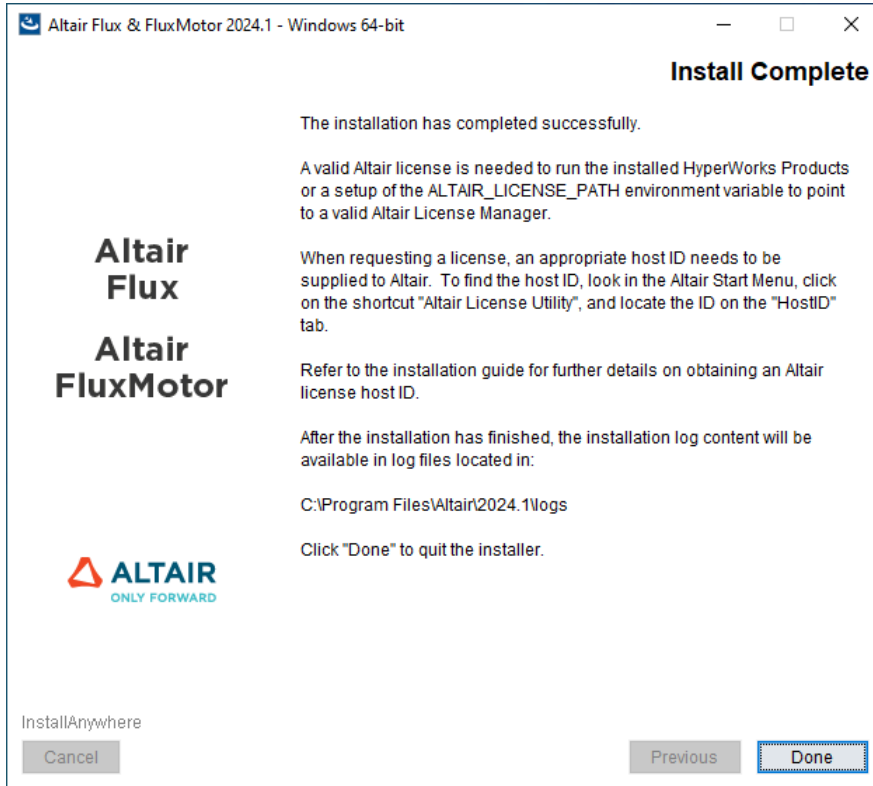 Altair Flux & FluxMotor 2024.1 - Windows 64-bit
Install Complete
The installation has completed successfully.
A valid Altair license is needed to run the installed HyperWorks Products
or a setup of the ALTAIR_LICENSE_PATH environment variable to point
to a valid Altair License Manager.
When requesting a license, an appropriate host ID needs to be
supplied to Altair.  To find the host ID, look in the Altair Start Menu, click
on the shortcut "Altair License Utility", and locate the ID on the "HostID"
tab.
Refer to the installation guide for further details on obtaining an Altair
license host ID.
After the installation has finished, the installation log content will be
available in log files located in:
C:\Program Files\Altair\2024.1\logs
Click "Done" to quit the installer.
Altair
Flux
Altair
FluxMotor
ALTAIR
ONLY FORWARD
InstallAnywhere
Cancel
Previous
Done